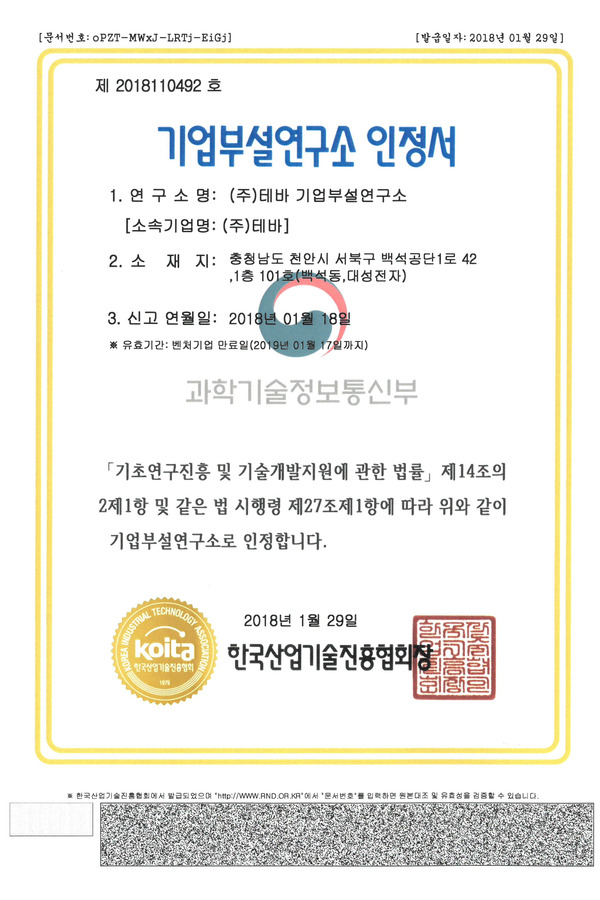 [문서번호: oPZT-MWxJ-LRTj-EiGj]
[발급일자: 2018년 01월 29일]
제 2018110492 호
기업부설연구소 인정서
1. 연 구 소 명: (주)테바 기업부설연구소
[소속기업명: (주)테바]
2. 소 재 지: 충청남도 천안시 서북구 백석공단1로 42
,1층 101호(백석동,대성전자)
3. 신고 연월일: 2018년 01월 18일
※ 유효기간: 벤처기업 만료일(2019년 01월 17일까지)
과학기술정보통신부
「기초연구진흥 및 기술개발지원에 관한 법률」 제14조의
2제1항 및 같은 법 시행령 제27조제1항에 따라 위와 같이
기업부설연구소로 인정합니다.
2018년 1월 29일
KOREA INDUSTRIAL TECHNOLOGY ASSOCIATION
koita
한국산업기술진흥협회
1979
한국산업기술진흥협회장
※ 한국산업기술진흥협회에서 발급되었으며 "http://WWW.RND.OR.KR"에서 "문서번호"를 입력하면 원본대조 및 유효성을 검증할 수 있습니다.